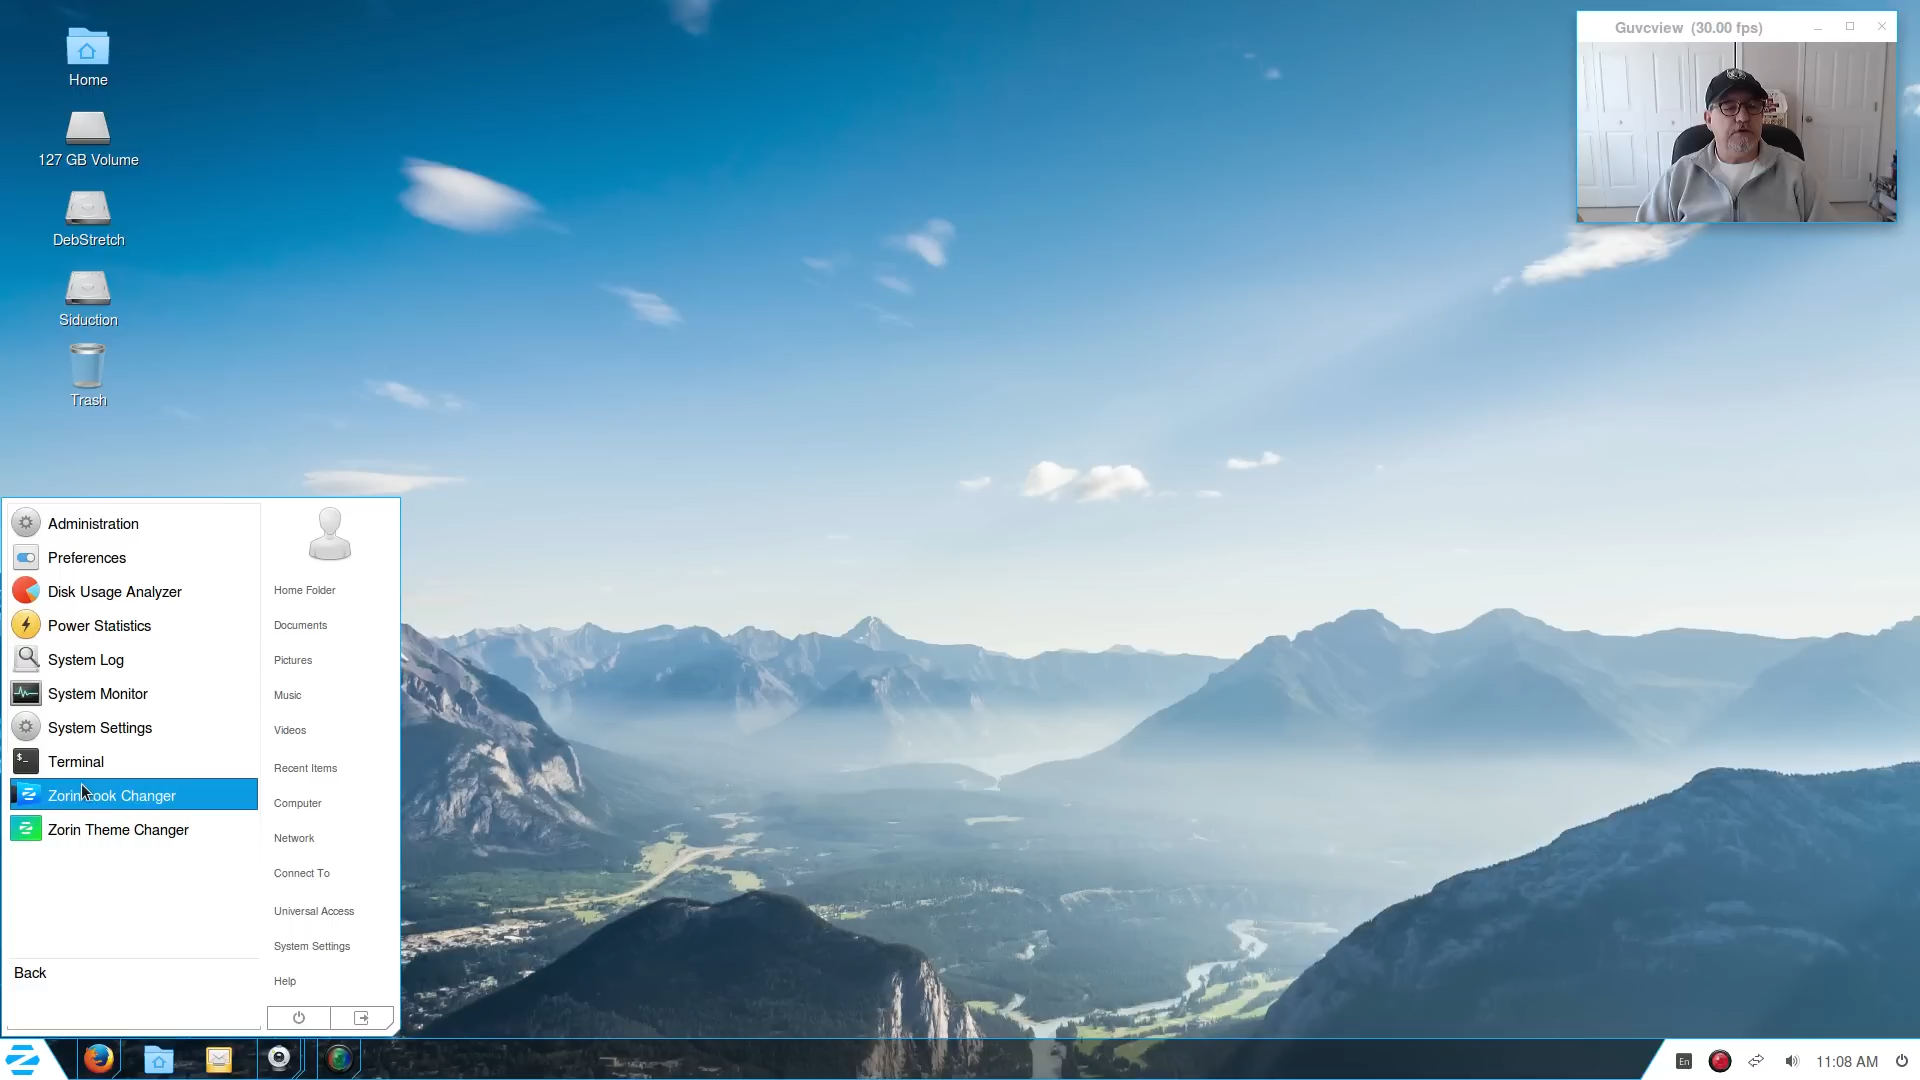 Home
127 GB Volume
DebStretch
Siduction
Trash
Guvcview (30.00 fps)
Administration
Preferences
Disk Usage Analyzer
Power Statistics
System Log
System Monitor
System Settings
Terminal
Zorin Look Changer
Zorin Theme Changer
Back
Home Folder
Documents
Pictures
Music
Videos
Recent Items
Computer
Network
Connect To
Universal Access
System Settings
Help
En
11:08 AM